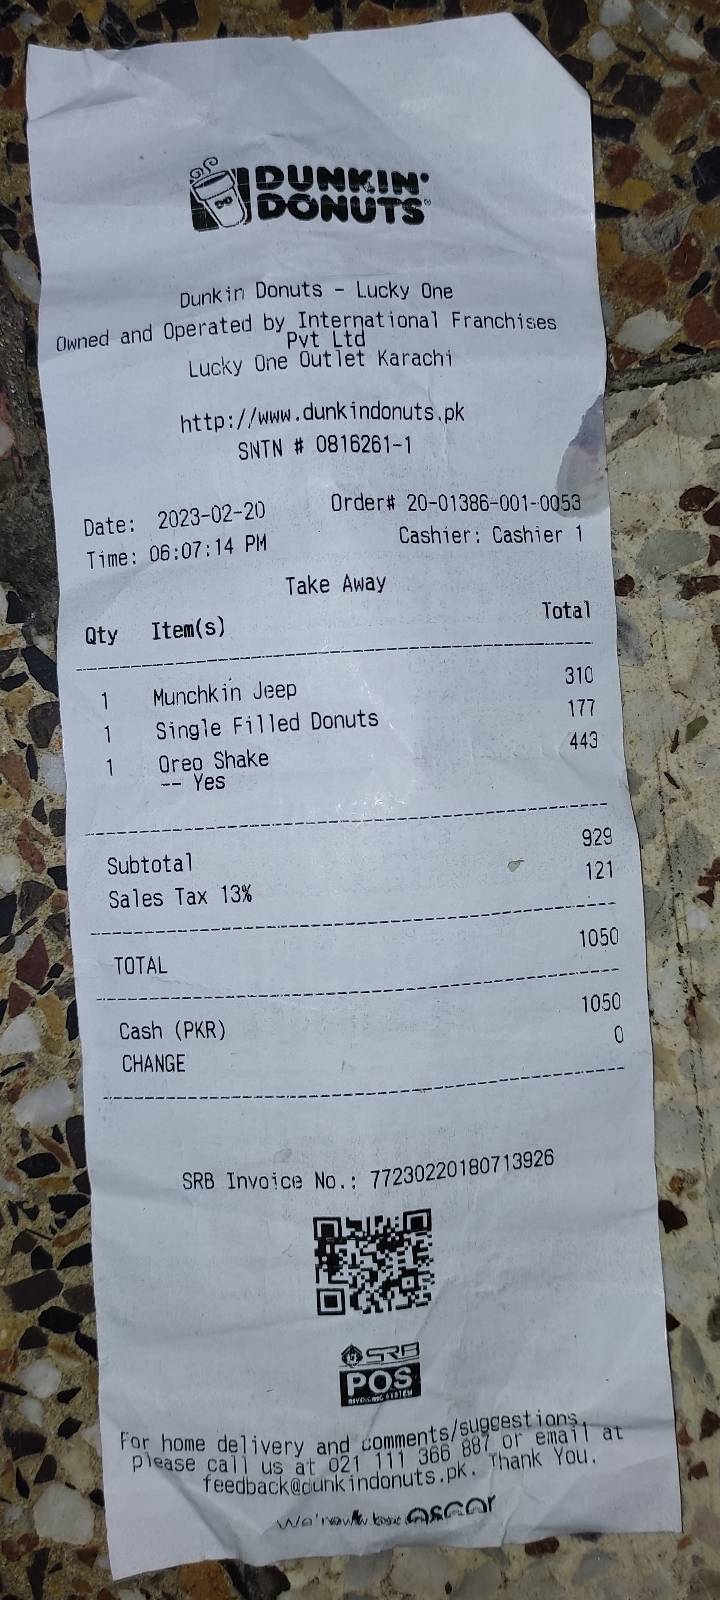 DUNKIN'
DONUTS
Dunkin Donuts - Lucky One
Owned and Operated by International Franchises
Pvt Ltd
Lucky One Outlet Karachi
http://www.dunkindonuts.pk
SNTN # 0816261-1
Date: 2023-02-20 Order# 20-01386-001-0053
Time: 06:07:14 PM Cashier: Cashier 1
Take Away
Qty Item(s) Total
1 Munchkin Jeep 310
1 Single Filled Donuts 177
1 Oreo Shake 443
-- Yes
Subtotal 929
Sales Tax 13% 121
TOTAL 1050
Cash (PKR) 1050
CHANGE 0
SRB Invoice No.: 77230220180713926
SRB
POS
INVOICING SYSTEM
For home delivery and comments/suggestions,
please call us at 021 111 366 887 or email at
feedback@dunkindonuts.pk. Thank You.
oscar